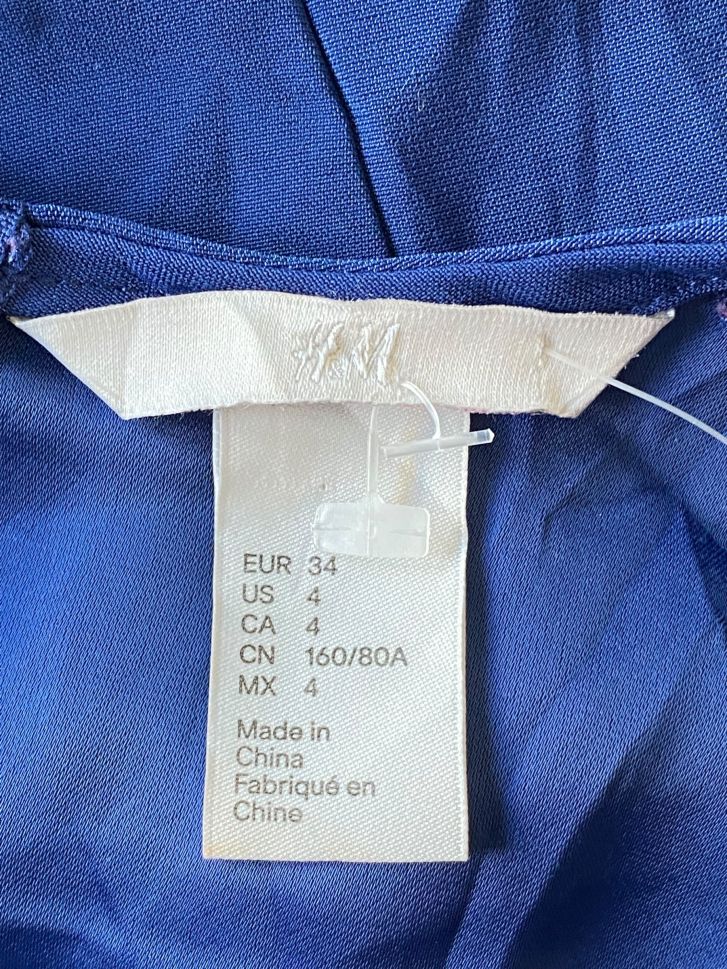 H&M
EUR 34
US 4
CA 4
CN 160/80A
MX 4
Made in
China
Fabriqué en
Chine